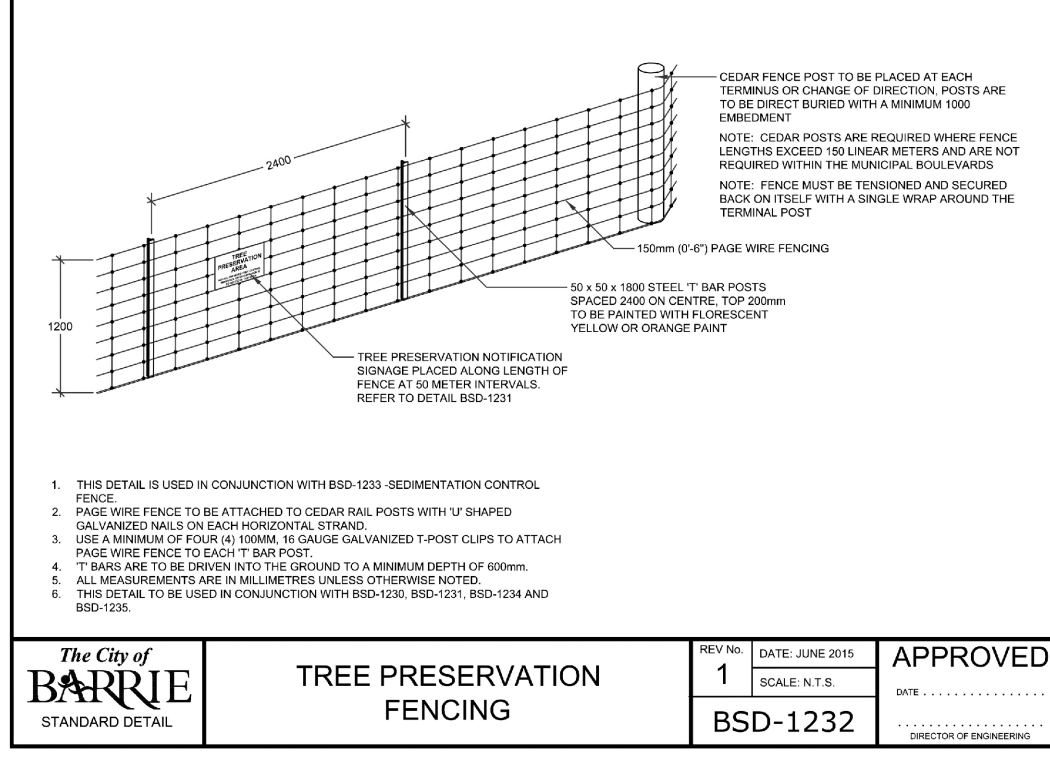 CEDAR FENCE POST TO BE PLACED AT EACH
TERMINUS OR CHANGE OF DIRECTION, POSTS ARE
TO BE DIRECT BURIED WITH A MINIMUM 1000
EMBEDMENT
NOTE: CEDAR POSTS ARE REQUIRED WHERE FENCE
LENGTHS EXCEED 150 LINEAR METERS AND ARE NOT
REQUIRED WITHIN THE MUNICIPAL BOULEVARDS
NOTE: FENCE MUST BE TENSIONED AND SECURED
BACK ON ITSELF WITH A SINGLE WRAP AROUND THE
TERMINAL POST
2400
150mm (0'-6") PAGE WIRE FENCING
TREE
PRESERVATION
AREA
50 x 50 x 1800 STEEL 'T' BAR POSTS
SPACED 2400 ON CENTRE, TOP 200mm
TO BE PAINTED WITH FLORESCENT
YELLOW OR ORANGE PAINT
1200
TREE PRESERVATION NOTIFICATION
SIGNAGE PLACED ALONG LENGTH OF
FENCE AT 50 METER INTERVALS.
REFER TO DETAIL BSD-1231
1. THIS DETAIL IS USED IN CONJUNCTION WITH BSD-1233 -SEDIMENTATION CONTROL
FENCE.
2. PAGE WIRE FENCE TO BE ATTACHED TO CEDAR RAIL POSTS WITH 'U' SHAPED
GALVANIZED NAILS ON EACH HORIZONTAL STRAND.
3. USE A MINIMUM OF FOUR (4) 100MM, 16 GAUGE GALVANIZED T-POST CLIPS TO ATTACH
PAGE WIRE FENCE TO EACH 'T' BAR POST.
4. 'T' BARS ARE TO BE DRIVEN INTO THE GROUND TO A MINIMUM DEPTH OF 600mm.
5. ALL MEASUREMENTS ARE IN MILLIMETRES UNLESS OTHERWISE NOTED.
6. THIS DETAIL TO BE USED IN CONJUNCTION WITH BSD-1230, BSD-1231, BSD-1234 AND
BSD-1235.
The City of
BARRIE
STANDARD DETAIL
TREE PRESERVATION
FENCING
REV No.
1
DATE: JUNE 2015
SCALE: N.T.S.
BSD-1232
APPROVED
DATE . . . . . . . . . . . . . . . .
. . . . . . . . . . . . . . . . . . .
DIRECTOR OF ENGINEERING